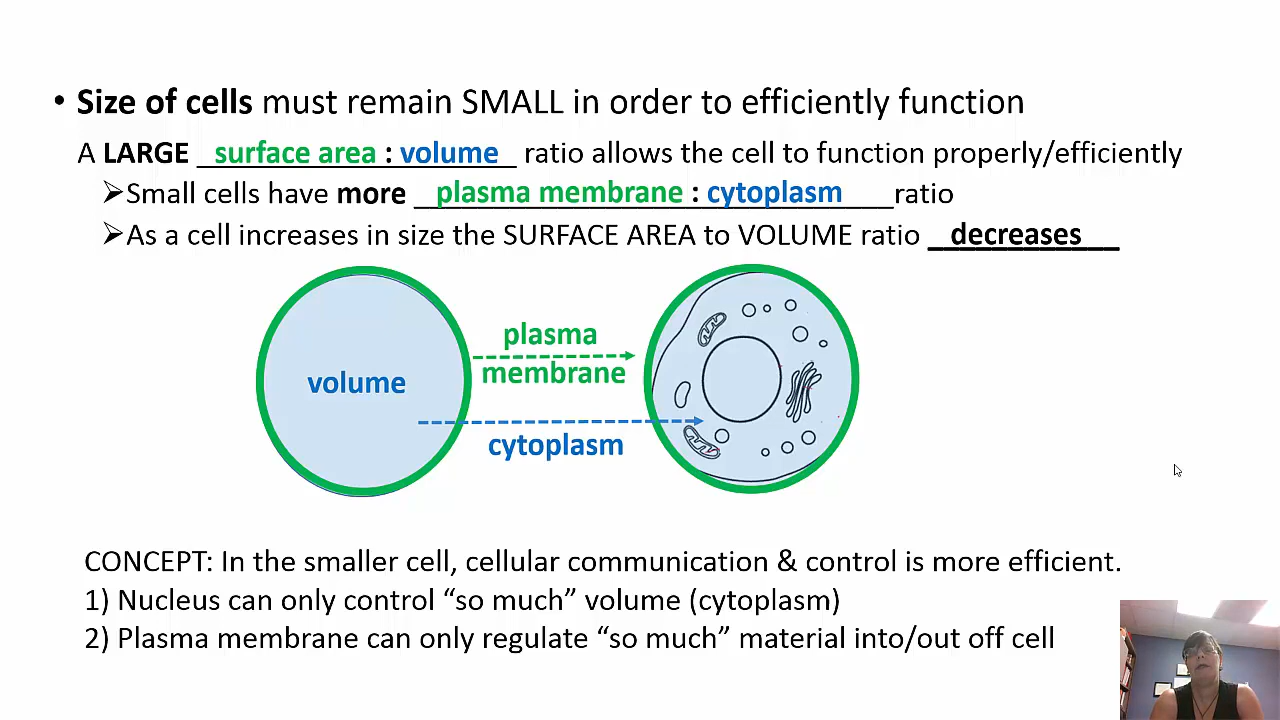 • Size of cells must remain SMALL in order to efficiently function
A LARGE surface area : volume ratio allows the cell to function properly/efficiently
➢Small cells have more plasma membrane : cytoplasm ratio
➢As a cell increases in size the SURFACE AREA to VOLUME ratio decreases
plasma
membrane
volume
cytoplasm
CONCEPT: In the smaller cell, cellular communication & control is more efficient.
1) Nucleus can only control “so much” volume (cytoplasm)
2) Plasma membrane can only regulate “so much” material into/out off cell